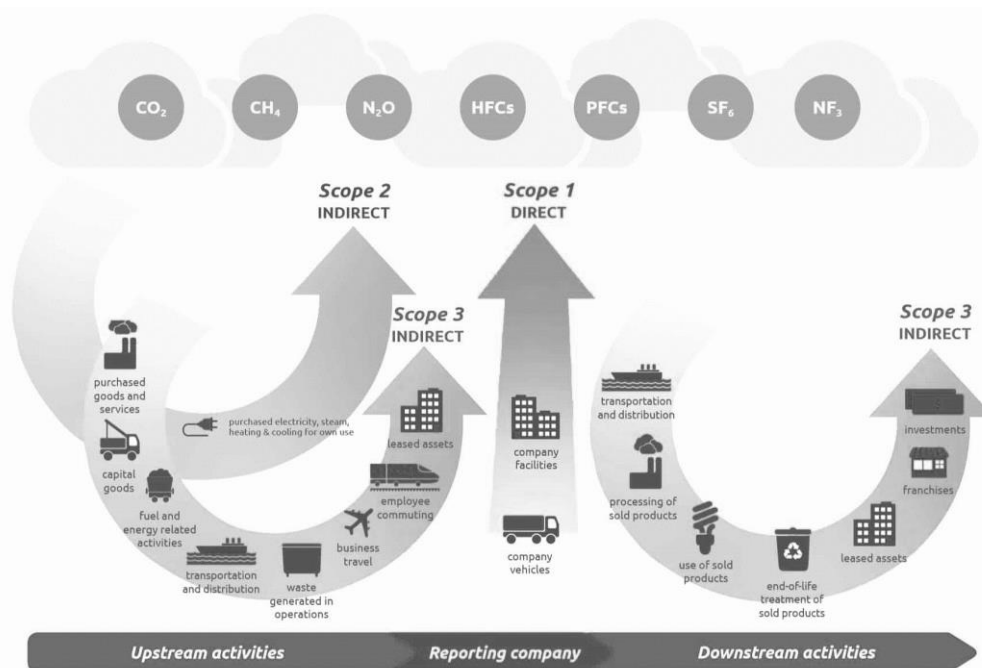 CO₂
CH₄
N₂O
HFCs
PFCs
SF₆
NF₃
Scope 2
INDIRECT
Scope 1
DIRECT
Scope 3
INDIRECT
Scope 3
INDIRECT
purchased
goods and
services
capital
goods
fuel and
energy related
activities
transportation
and distribution
waste
generated in
operations
business
travel
employee
commuting
leased assets
purchased electricity, steam,
heating & cooling for own use
company
facilities
company
vehicles
transportation
and distribution
processing of
sold products
use of sold
products
end-of-life
treatment of
sold products
leased assets
franchises
investments
Upstream activities
Reporting company
Downstream activities